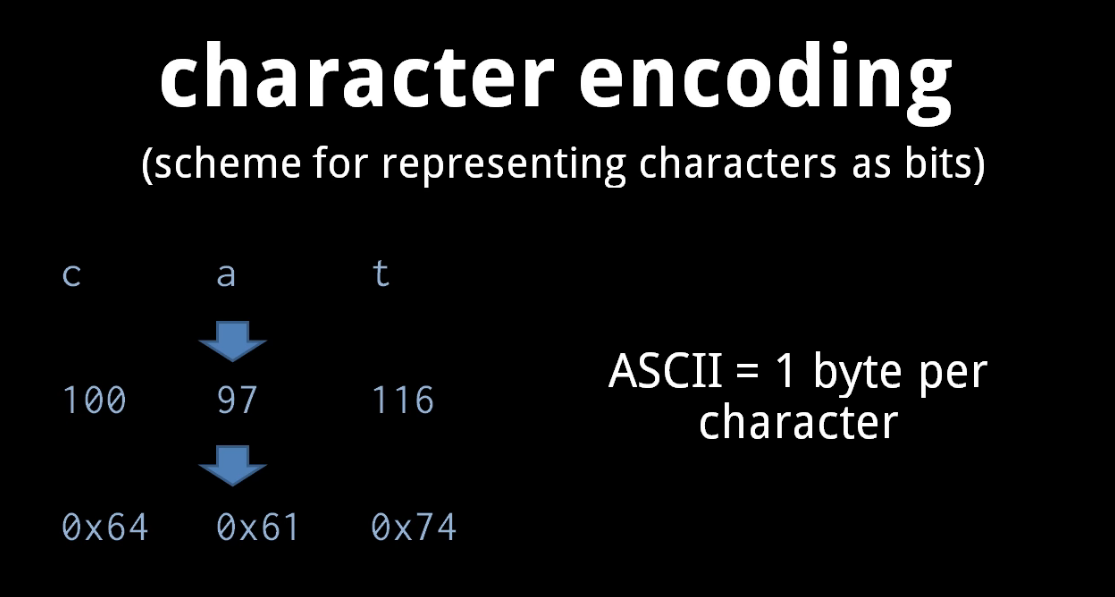 character encoding
(scheme for representing characters as bits)
c a t
100 97 116
ASCII = 1 byte per
character
0x64 0x61 0x74